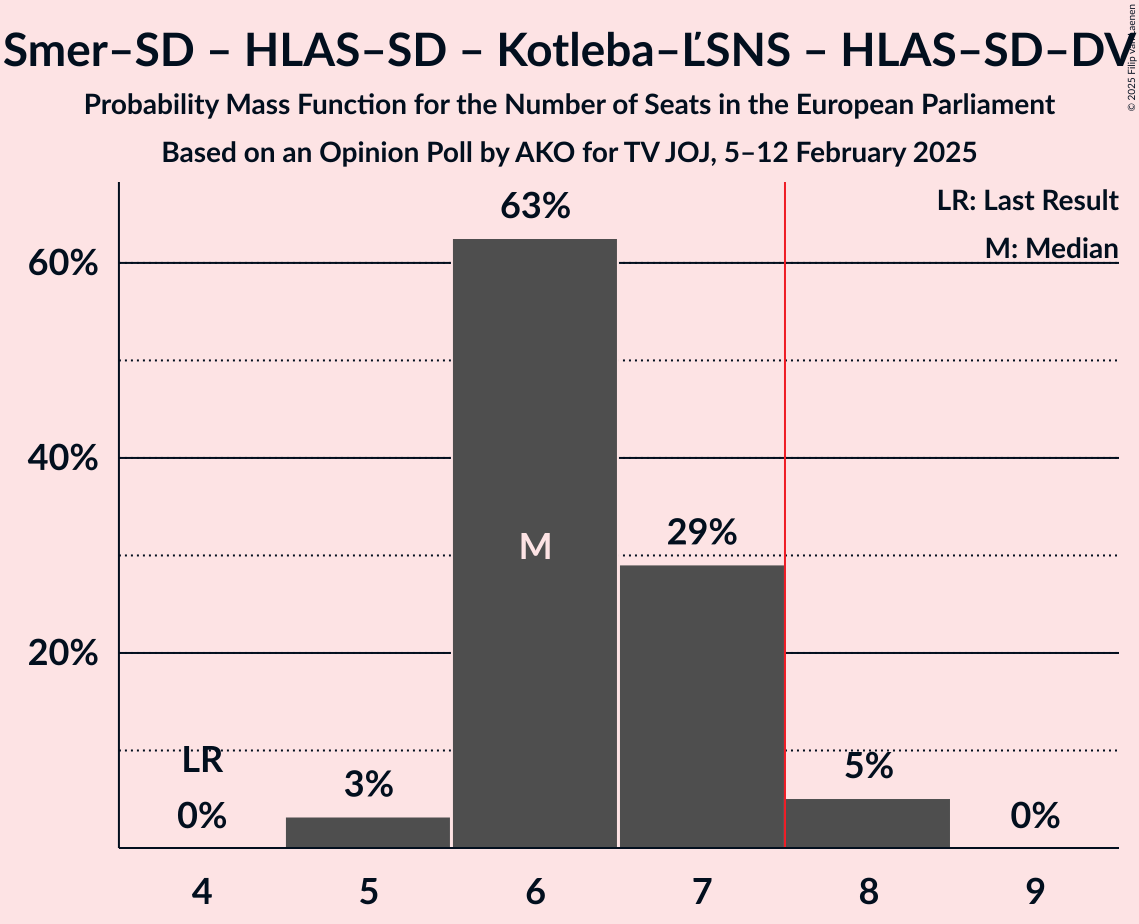 Smer–SD – HLAS–SD – Kotleba–ĽSNS – HLAS–SD–DV
Probability Mass Function for the Number of Seats in the European Parliament
Based on an Opinion Poll by AKO for TV JOJ, 5–12 February 2025
© 2025 Filip van Laenen
LR: Last Result
M: Median
63%
60%
40%
M
29%
20%
LR
0%
3%
5%
0%
4 5 6 7 8 9